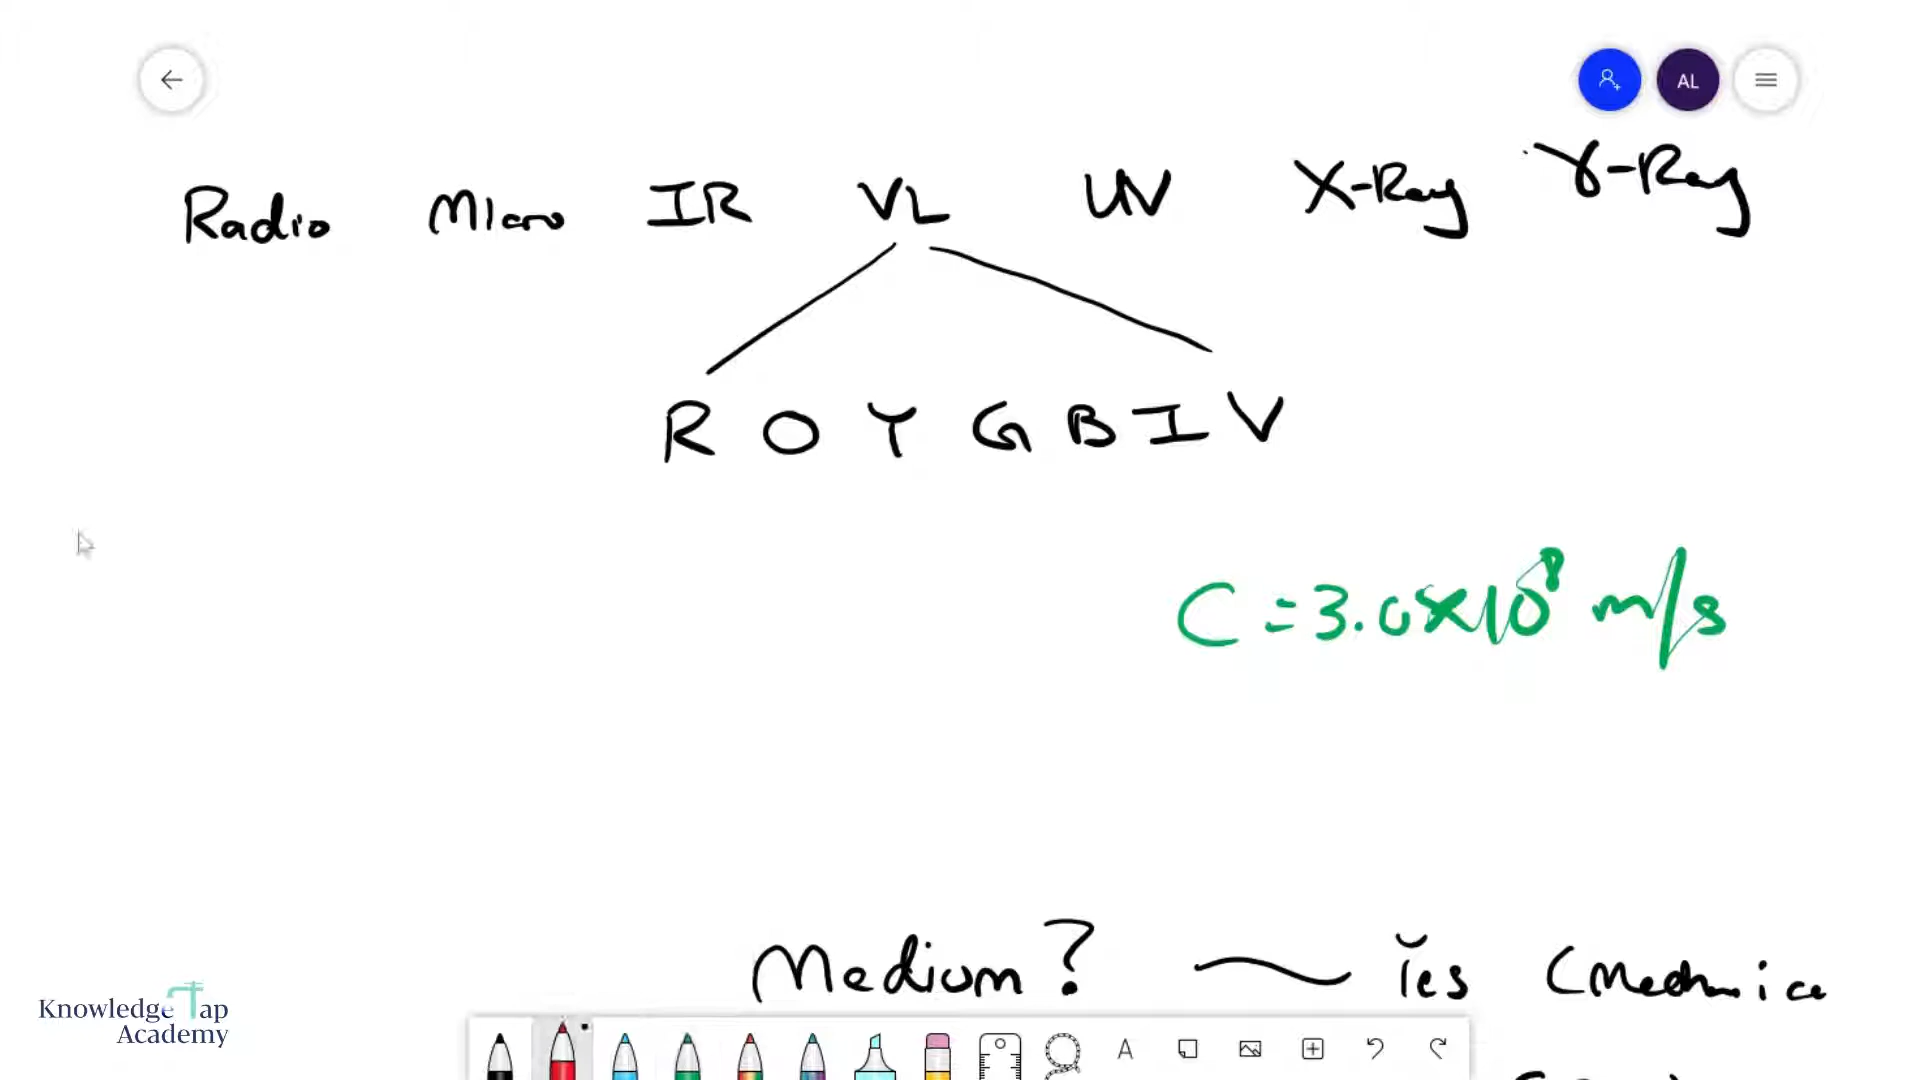 AL
Radio Micro IR VL UV X-Ray γ-Ray
R O Y G B I V
C = 3.0×10⁸ m/s
Medium? Yes (Mechanica
Knowledge Tap
Academy
A